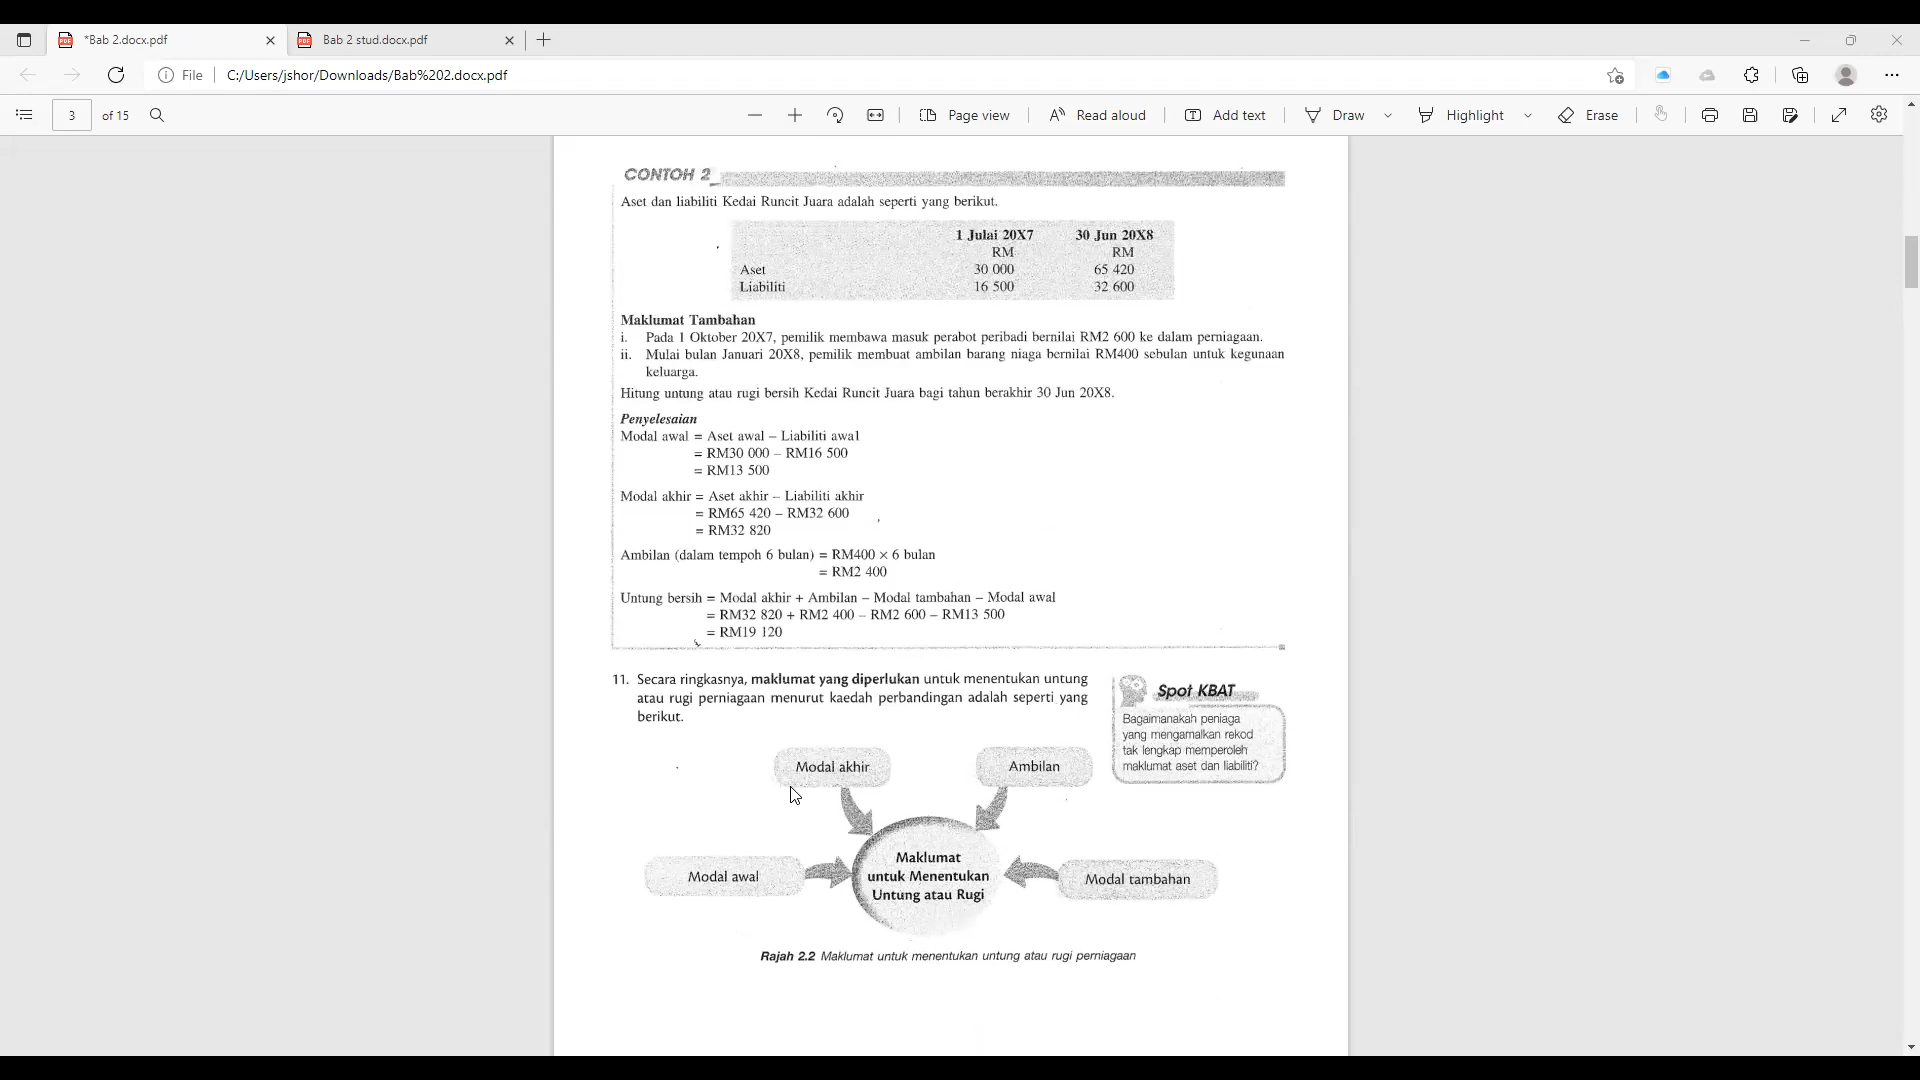 *Bab 2.docx.pdf
Bab 2 stud.docx.pdf
File
C:/Users/jshor/Downloads/Bab%202.docx.pdf
3 of 15
Page view
Read aloud
Add text
Draw
Highlight
Erase
CONTOH 2
Aset dan liabiliti Kedai Runcit Juara adalah seperti yang berikut.
1 Julai 20X7 30 Jun 20X8
RM RM
Aset 30 000 65 420
Liabiliti 16 500 32 600
Maklumat Tambahan
i. Pada 1 Oktober 20X7, pemilik membawa masuk perabot peribadi bernilai RM2 600 ke dalam perniagaan.
ii. Mulai bulan Januari 20X8, pemilik membuat ambilan barang niaga bernilai RM400 sebulan untuk kegunaan
keluarga.
Hitung untung atau rugi bersih Kedai Runcit Juara bagi tahun berakhir 30 Jun 20X8.
Penyelesaian
Modal awal = Aset awal – Liabiliti awal
= RM30 000 – RM16 500
= RM13 500
Modal akhir = Aset akhir – Liabiliti akhir
= RM65 420 – RM32 600
= RM32 820
Ambilan (dalam tempoh 6 bulan) = RM400 × 6 bulan
= RM2 400
Untung bersih = Modal akhir + Ambilan – Modal tambahan – Modal awal
= RM32 820 + RM2 400 – RM2 600 – RM13 500
= RM19 120
11. Secara ringkasnya, maklumat yang diperlukan untuk menentukan untung
atau rugi perniagaan menurut kaedah perbandingan adalah seperti yang
berikut.
Spot KBAT
Bagaimanakah peniaga
yang mengamalkan rekod
tak lengkap memperoleh
maklumat aset dan liabiliti?
Modal akhir
Ambilan
Modal awal
Maklumat
untuk Menentukan
Untung atau Rugi
Modal tambahan
Rajah 2.2 Maklumat untuk menentukan untung atau rugi perniagaan